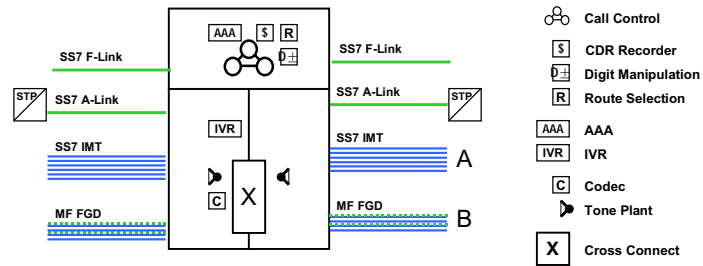 AAA $ R
D±
SS7 F-Link
SS7 F-Link
STP
SS7 A-Link
SS7 A-Link
STP
IVR
SS7 IMT
SS7 IMT
A
C
X
MF FGD
MF FGD
B
Call Control
$ CDR Recorder
D± Digit Manipulation
R Route Selection
AAA AAA
IVR IVR
C Codec
Tone Plant
X Cross Connect